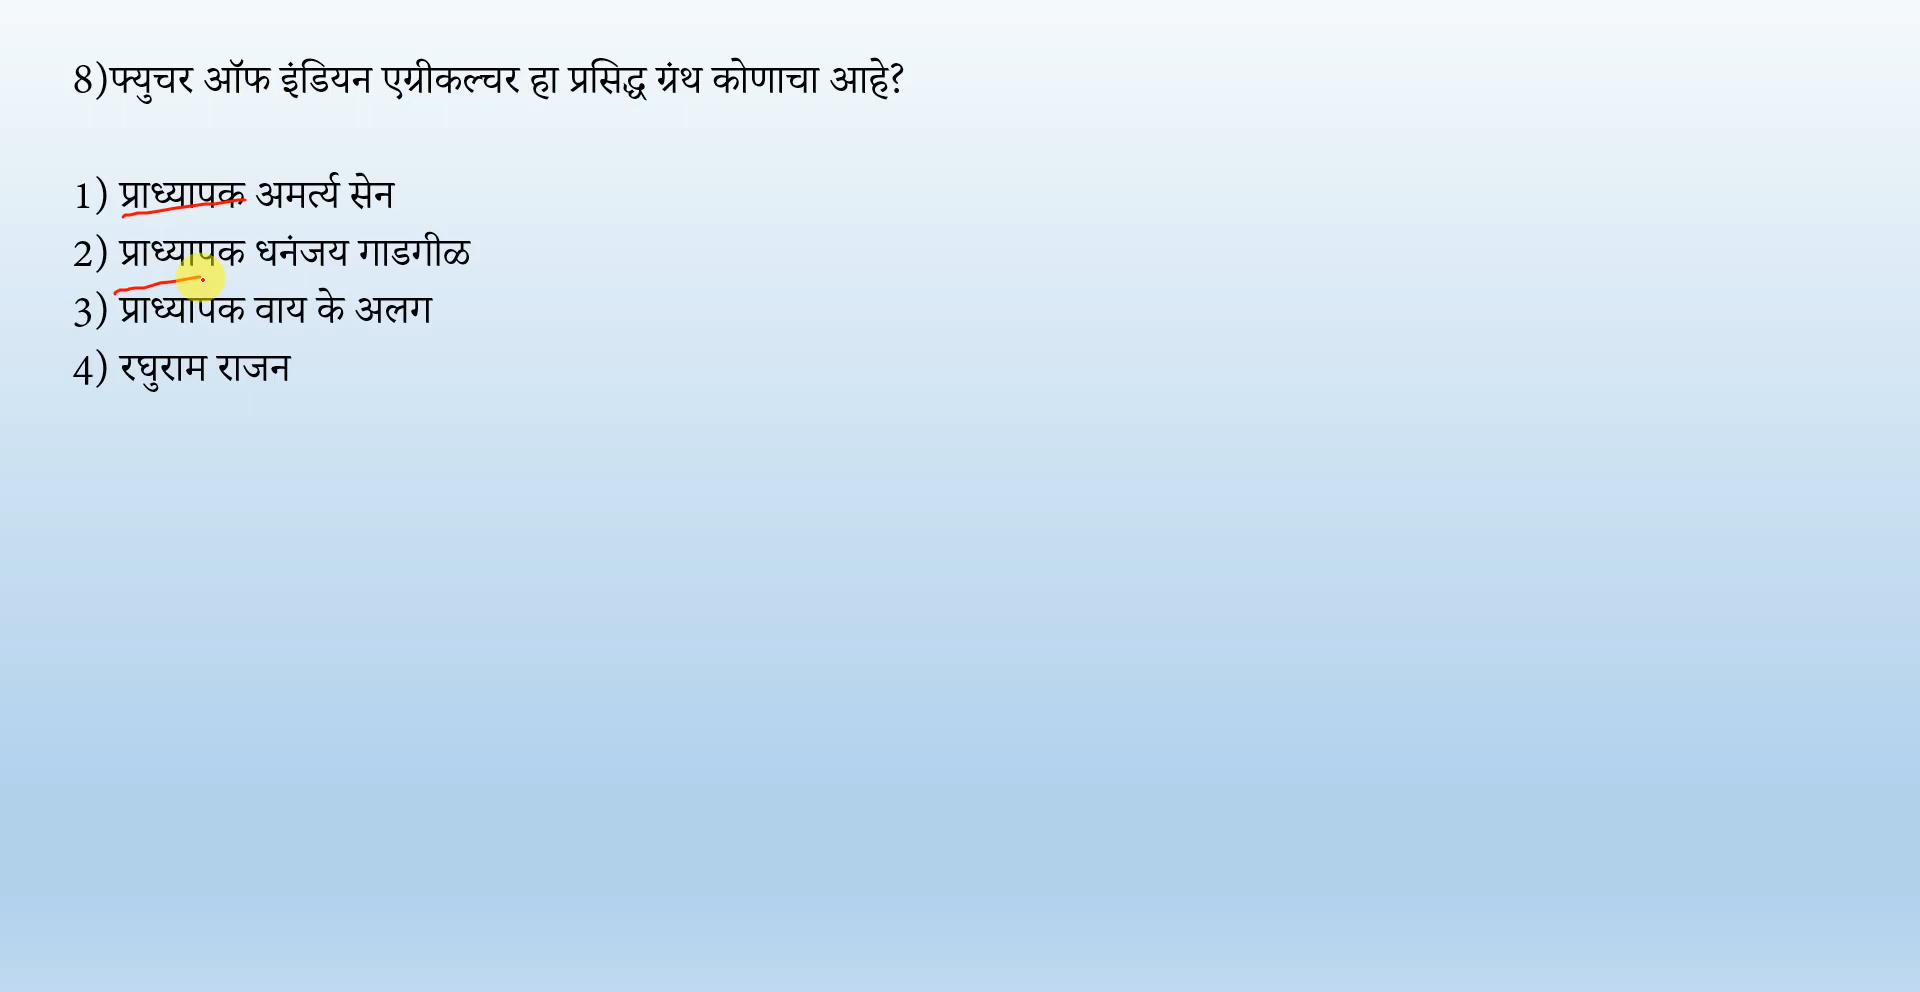 8)फ्युचर ऑफ इंडियन एग्रीकल्चर हा प्रसिद्ध ग्रंथ कोणाचा आहे?
1) प्राध्यापक अमर्त्य सेन
2) प्राध्यापक धनंजय गाडगीळ
3) प्राध्यापक वाय के अलग
4) रघुराम राजन